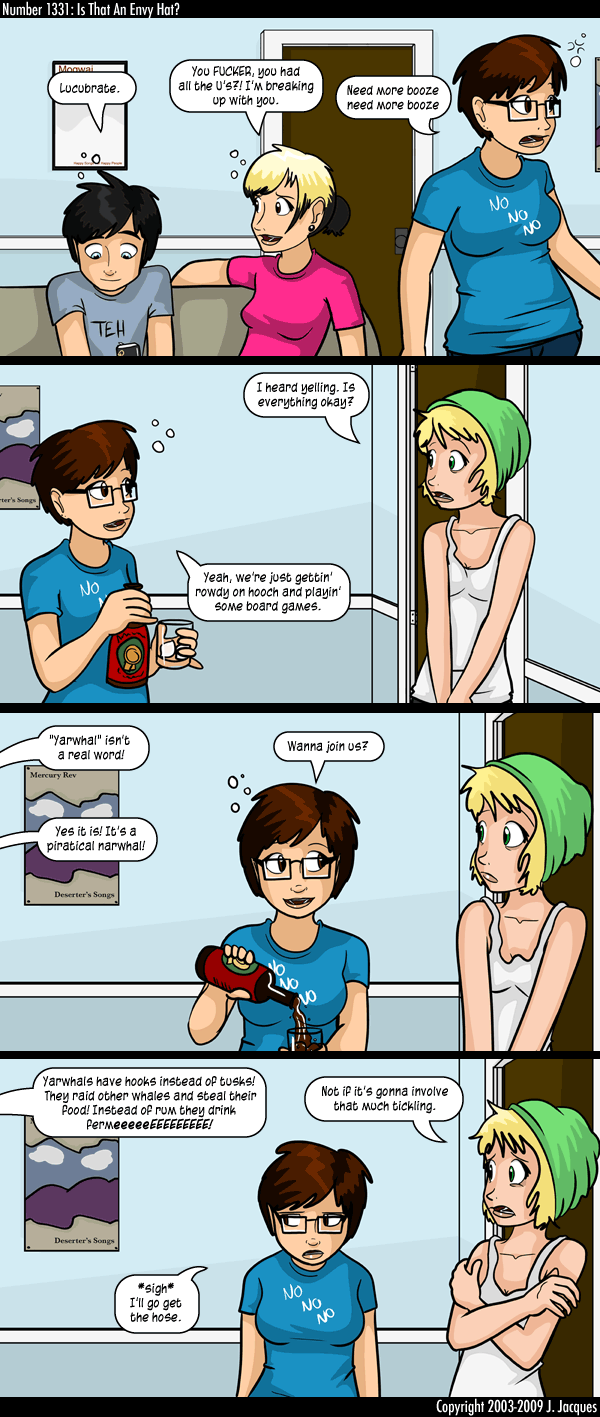 Number 1331: Is That An Envy Hat?
Mogwai
Lucubrate.
You FUCKER, you had
all the U's?! I'm breaking
up with you.
Need more booze
need more booze
NO
NO
NO
TEH
I heard yelling. Is
everything okay?
rter's Songs
Yeah, we're just gettin'
rowdy on hooch and playin'
some board games.
NO
"Yarwhal" isn't
a real word!
Wanna join us?
Mercury Rev
Yes it is! It's a
piratical narwhal!
Deserter's Songs
NO
NO
NO
Yarwhals have hooks instead of tusks!
They raid other whales and steal their
food! Instead of rum they drink
fermeeeeeEEEEEEEEE!
Not if it's gonna involve
that much tickling.
Deserter's Songs
*sigh*
I'll go get
the hose.
NO
NO
NO
Copyright 2003-2009 J. Jacques